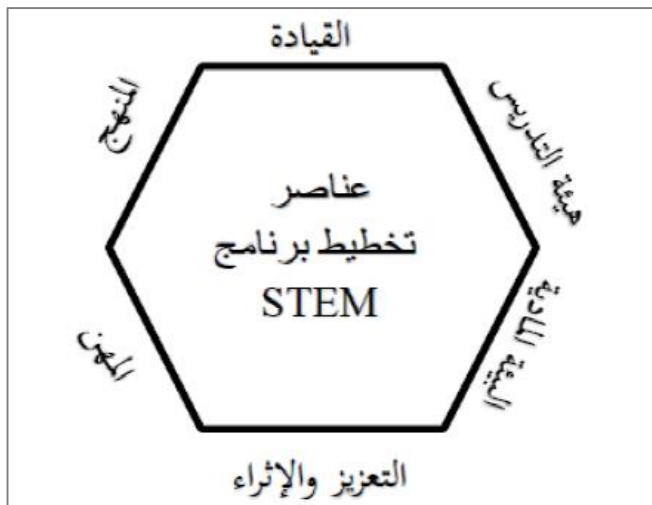 القيادة
هيئة التدريس
البيئة المادية
التعزيز والإثراء
المهن
المنهج
عناصر
تخطيط برنامج
STEM